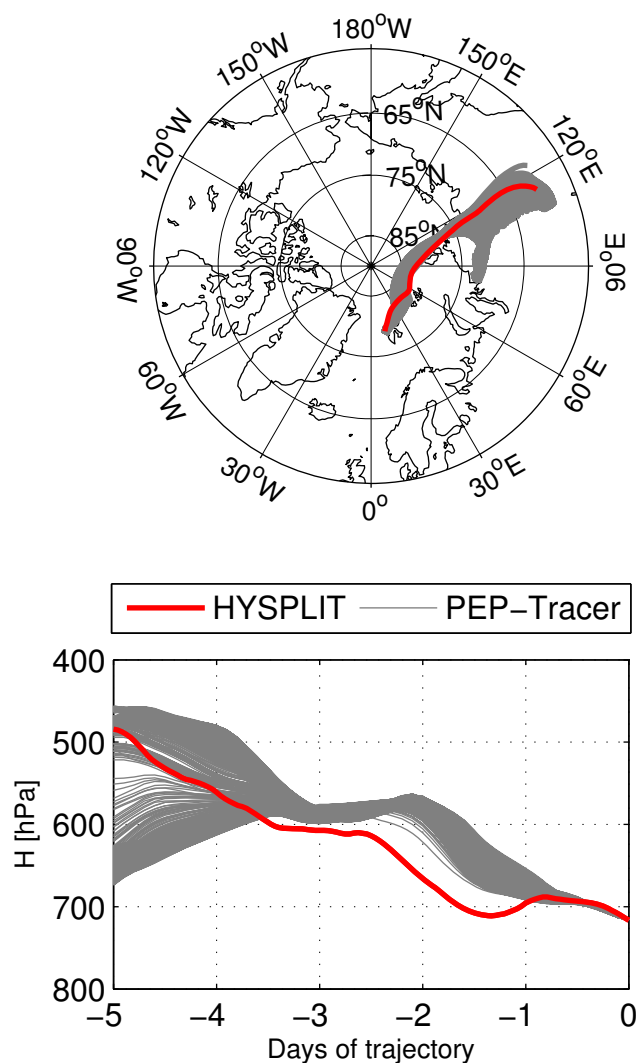 180°W
150°W
150°E
65°N
120°W
120°E
75°N
85°N
90°W
90°E
60°W
60°E
30°W
30°E
0°
HYSPLIT
PEP−Tracer
400
500
600
700
800
H [hPa]
−5
−4
−3
−2
−1
0
Days of trajectory